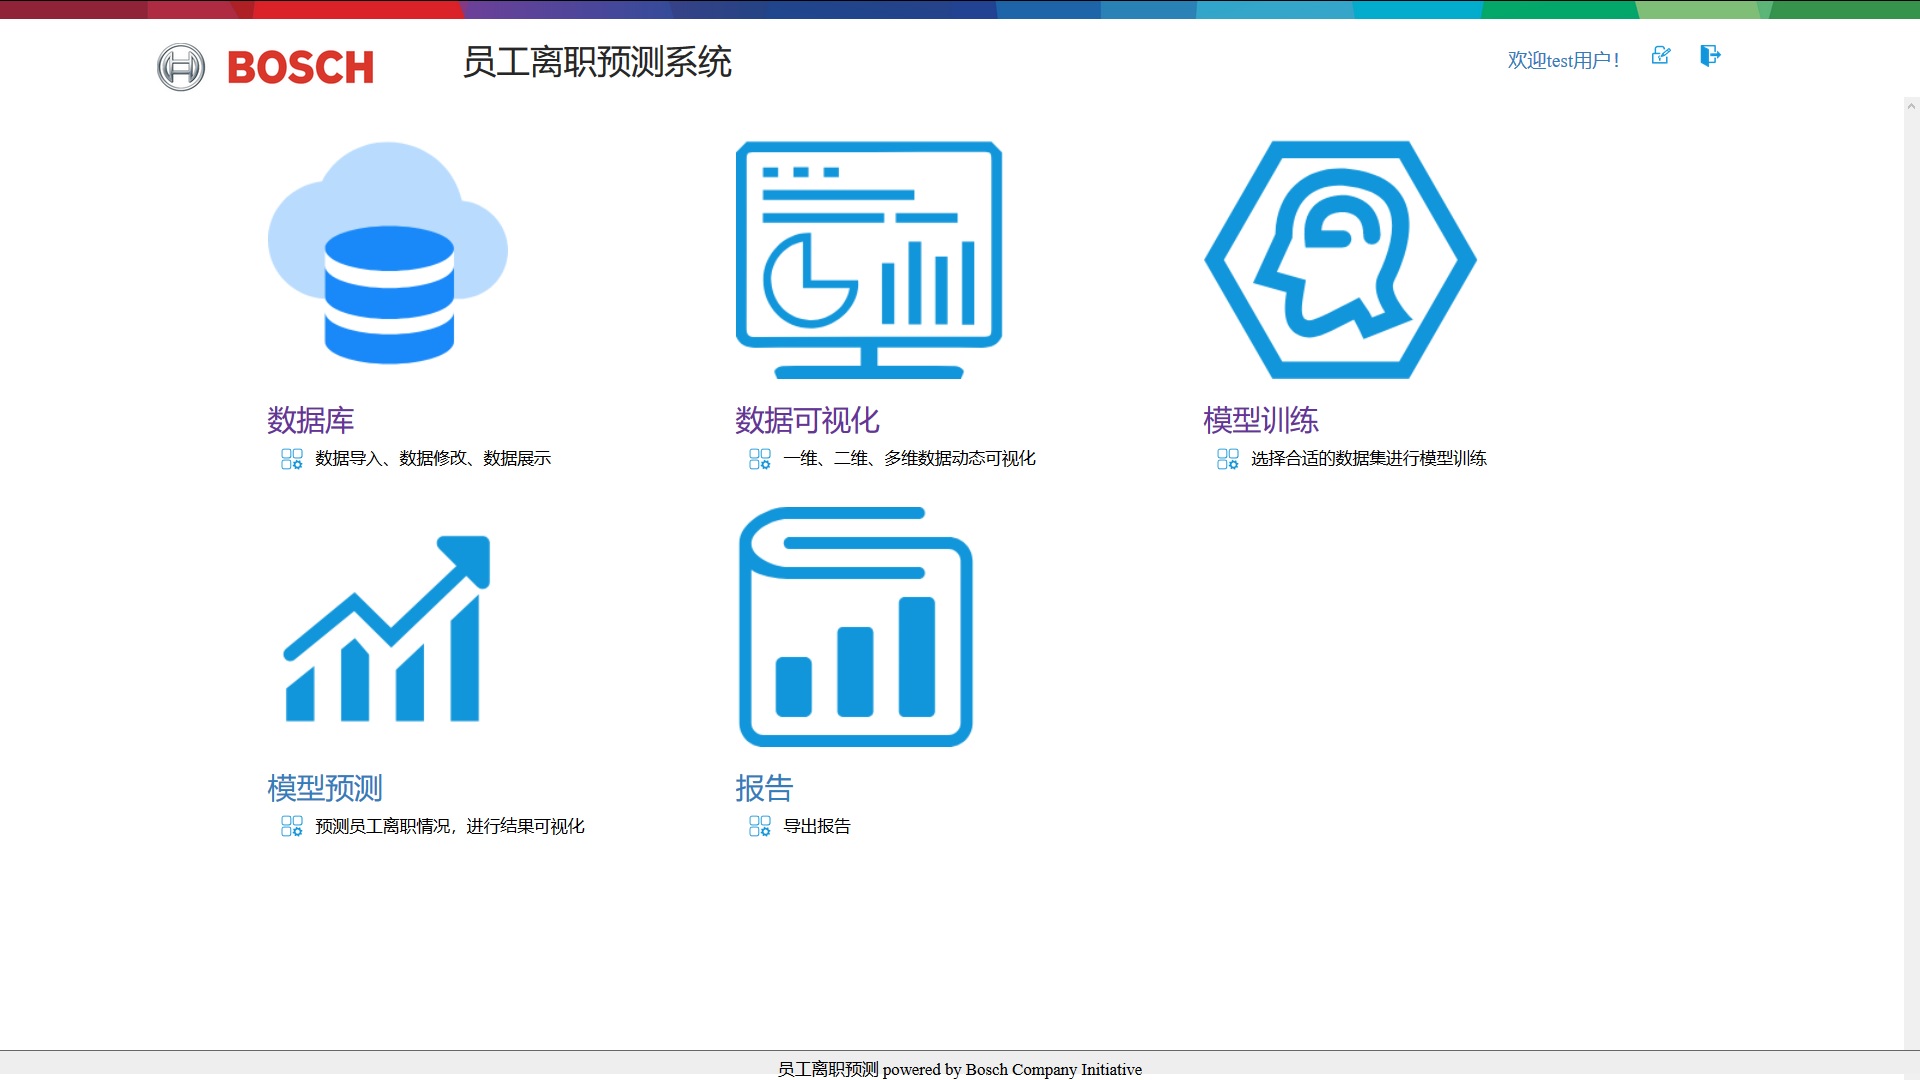 BOSCH
员工离职预测系统
欢迎test用户！
数据库
数据导入、数据修改、数据展示
数据可视化
一维、二维、多维数据动态可视化
模型训练
选择合适的数据集进行模型训练
模型预测
预测员工离职情况，进行结果可视化
报告
导出报告
员工离职预测 powered by Bosch Company Initiative